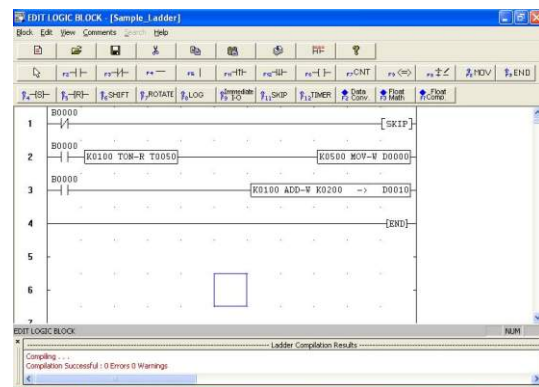 EDIT LOGIC BLOCK - [Sample_Ladder]
Block Edit View Comments Search Help
CNT MOV END
SHIFT ROTATE LOG Immediate I-O SKIP TIMER Data Conv. Float Math Float Comp.
B0000
1 [SKIP]
B0000
2 K0100 TON-R T0050 K0500 MOV-W D0000
B0000
3 K0100 ADD-W K0200 -> D0010
4 [END]
5
6
7
EDIT LOGIC BLOCK NUM
Ladder Compilation Results
Compiling . . .
Compilation Successful : 0 Errors 0 Warnings